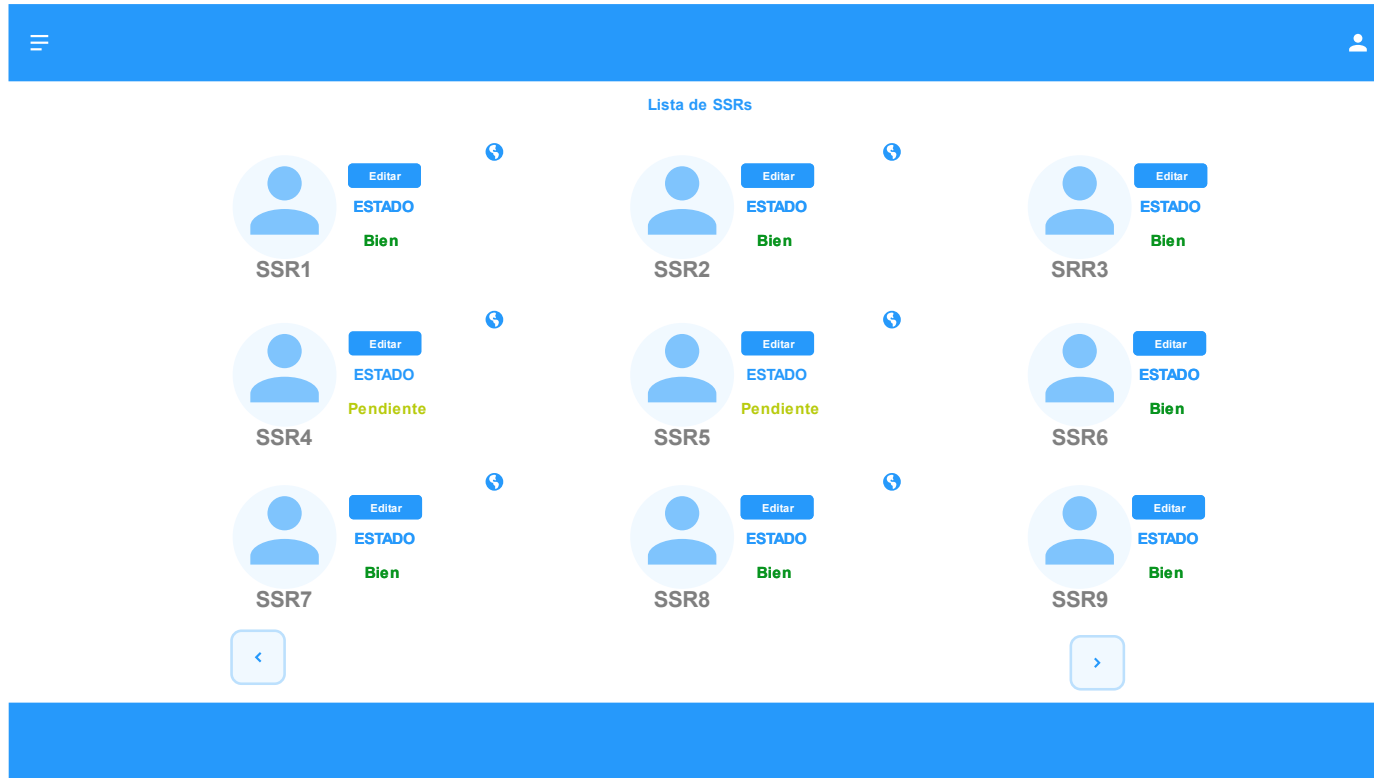 Lista de SSRs
Editar
ESTADO
Bien
SSR1
Editar
ESTADO
Bien
SSR2
Editar
ESTADO
Bien
SRR3
Editar
ESTADO
Pendiente
SSR4
Editar
ESTADO
Pendiente
SSR5
Editar
ESTADO
Bien
SSR6
Editar
ESTADO
Bien
SSR7
Editar
ESTADO
Bien
SSR8
Editar
ESTADO
Bien
SSR9